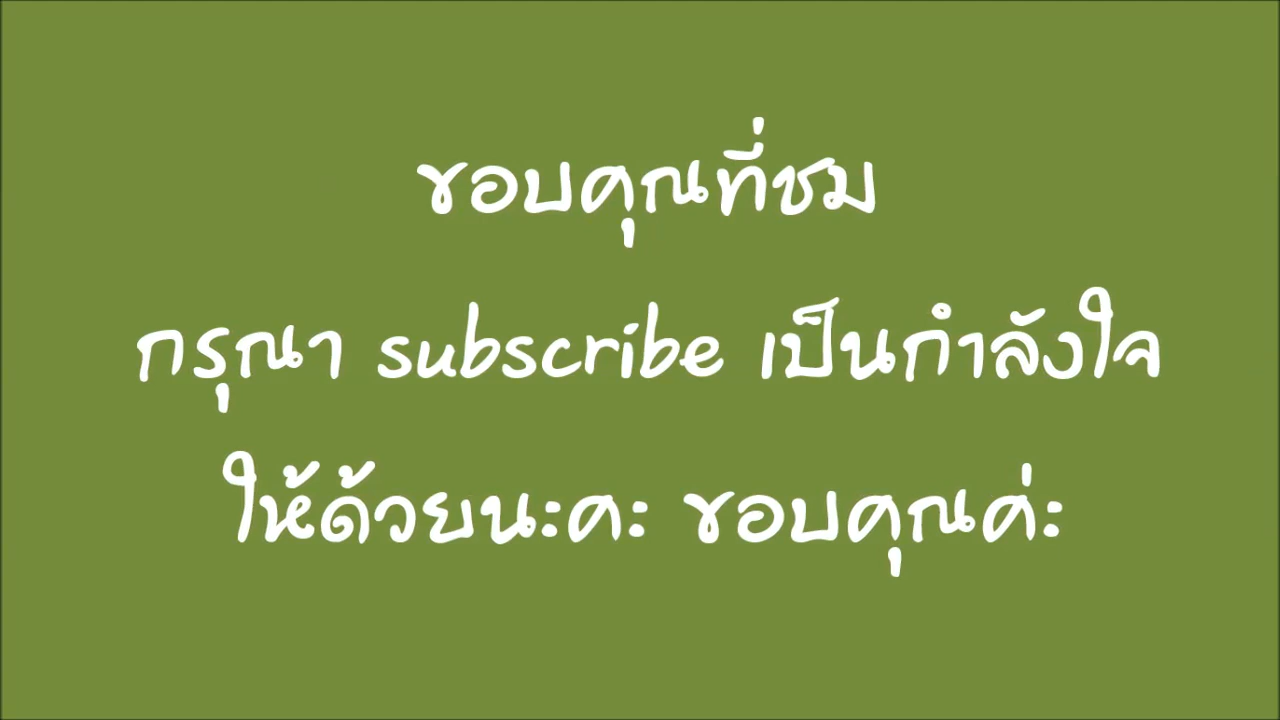 ขอบคุณที่ชม
กรุณา subscribe เป็นกำลังใจ
ให้ด้วยนะคะ ขอบคุณค่ะ